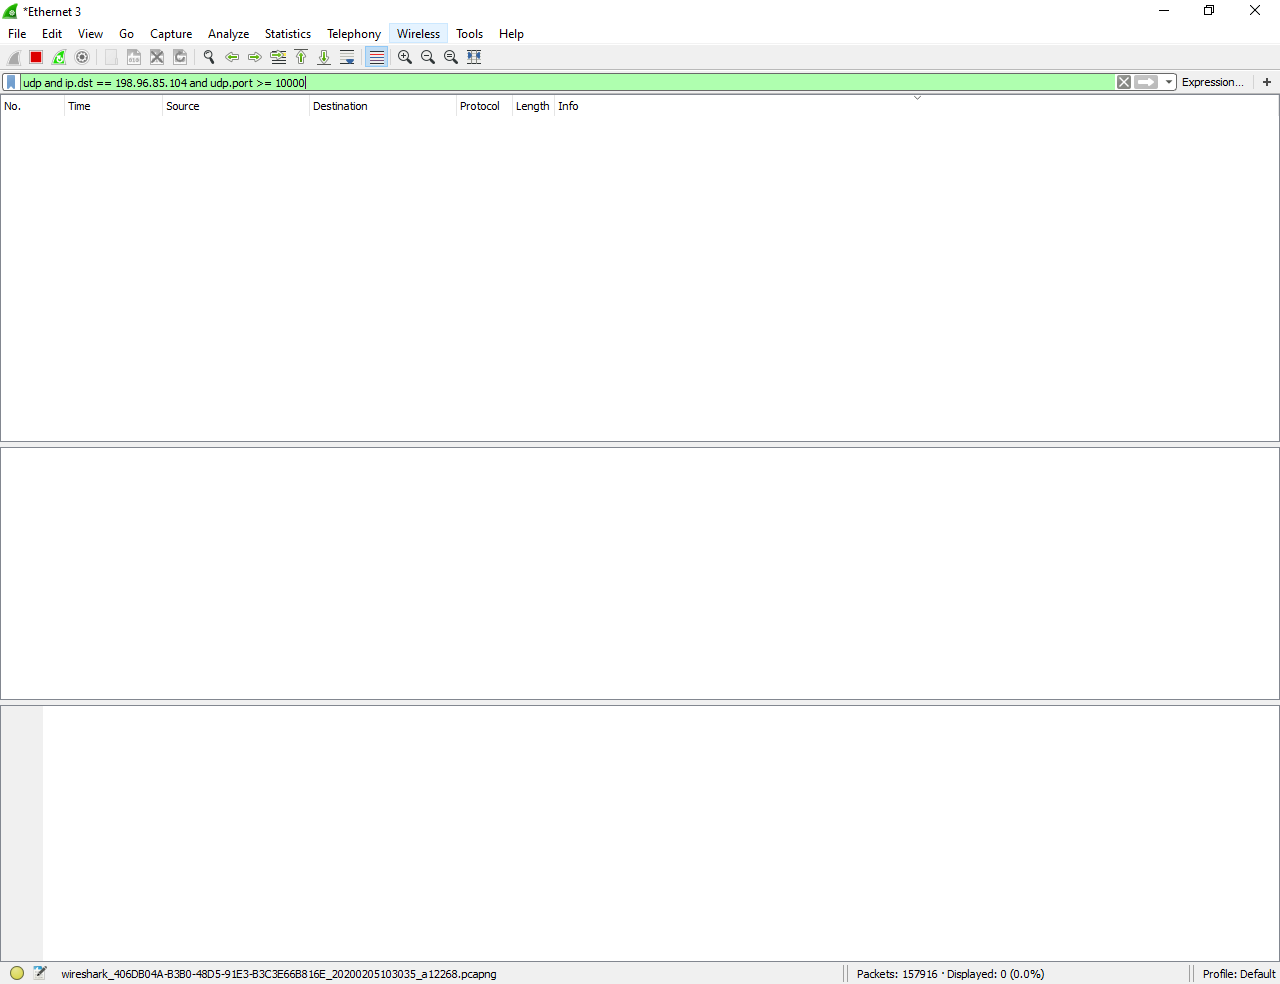 *Ethernet 3
File Edit View Go Capture Analyze Statistics Telephony Wireless Tools Help
udp and ip.dst == 198.96.85.104 and udp.port >= 10000 Expression... +
No. Time Source Destination Protocol Length Info
wireshark_406DB04A-B3B0-48D5-91E3-B3C3E66B816E_20200205103035_a12268.pcapng Packets: 157916 · Displayed: 0 (0.0%) Profile: Default